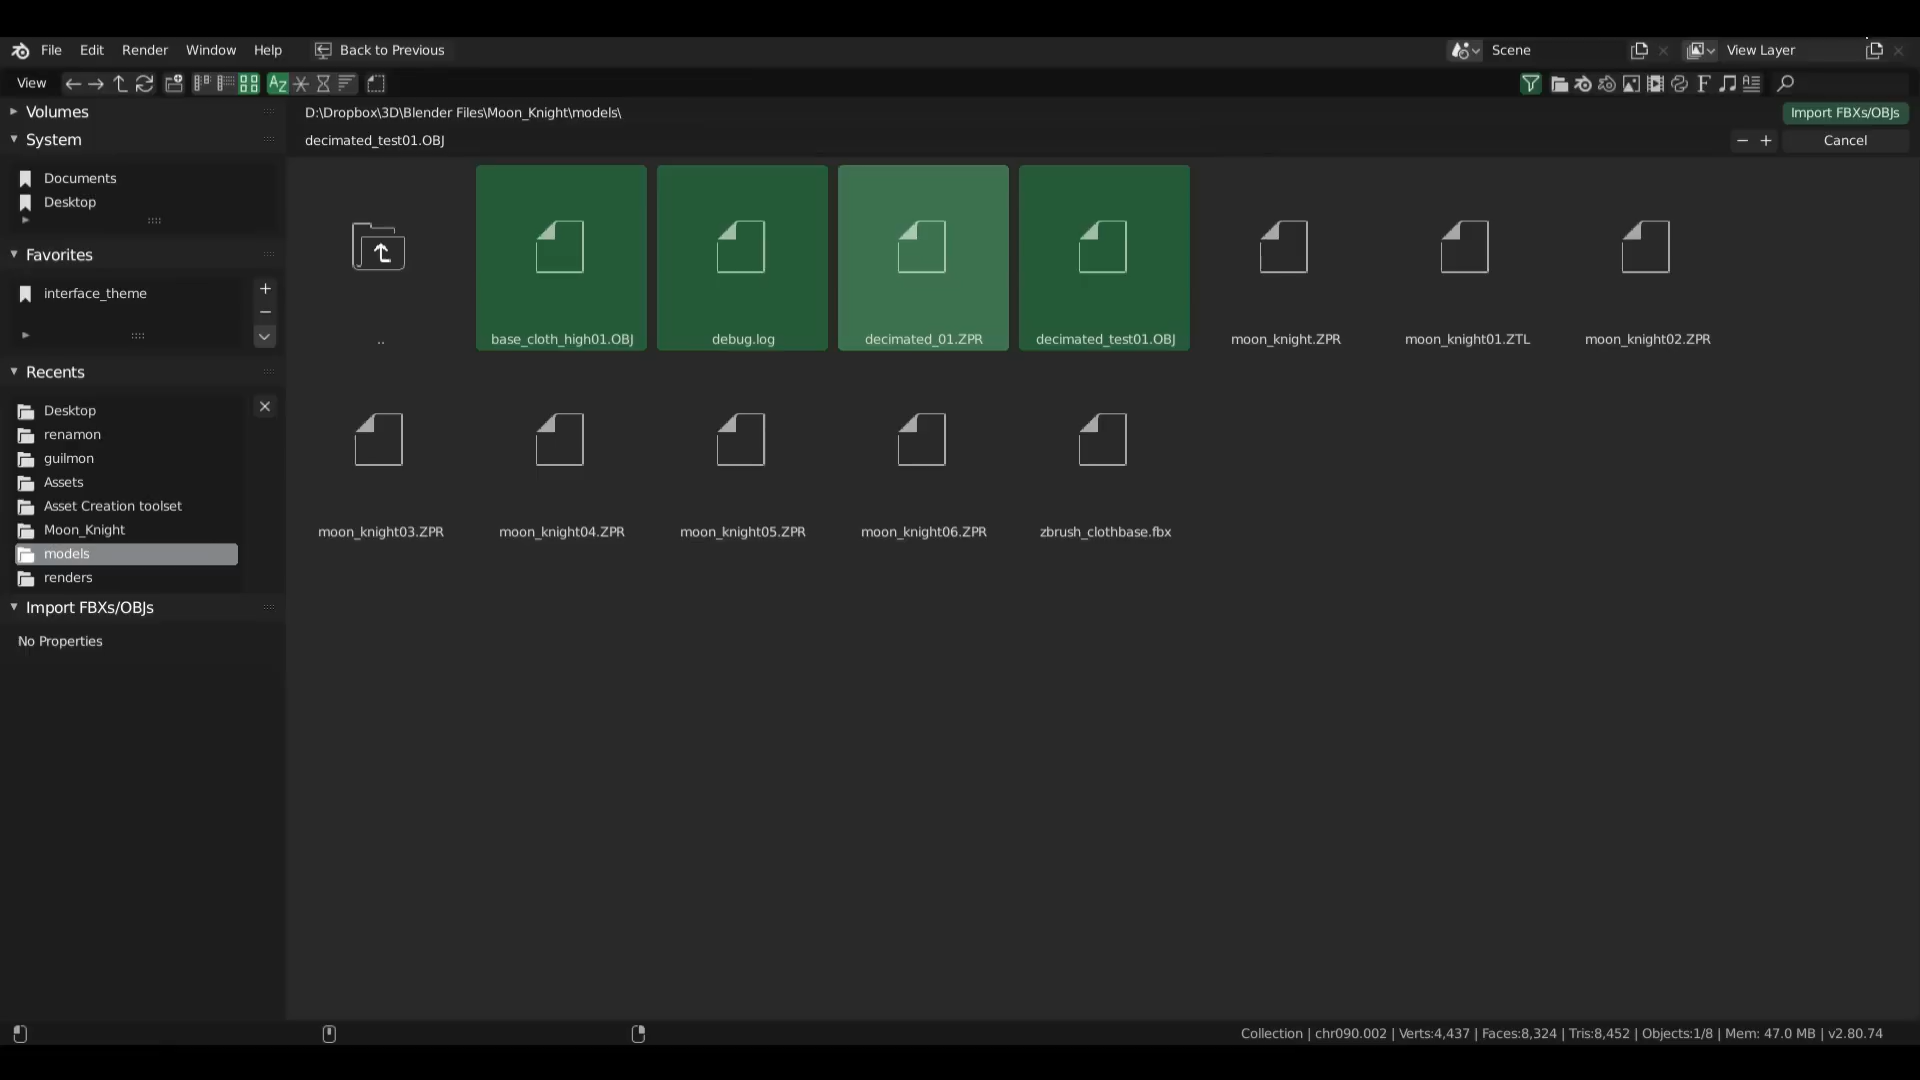 File Edit Render Window Help Back to Previous Scene View Layer
View
Volumes
D:\Dropbox\3D\Blender Files\Moon_Knight\models\
Import FBXs/OBJs
System
decimated_test01.OBJ
Cancel
Documents
Desktop
Favorites
interface_theme
Recents
Desktop
renamon
guilmon
Assets
Asset Creation toolset
Moon_Knight
models
renders
Import FBXs/OBJs
No Properties
.. base_cloth_high01.OBJ debug.log decimated_01.ZPR decimated_test01.OBJ moon_knight.ZPR moon_knight01.ZTL moon_knight02.ZPR
moon_knight03.ZPR moon_knight04.ZPR moon_knight05.ZPR moon_knight06.ZPR zbrush_clothbase.fbx
Collection | chr090.002 | Verts:4,437 | Faces:8,324 | Tris:8,452 | Objects:1/8 | Mem: 47.0 MB | v2.80.74